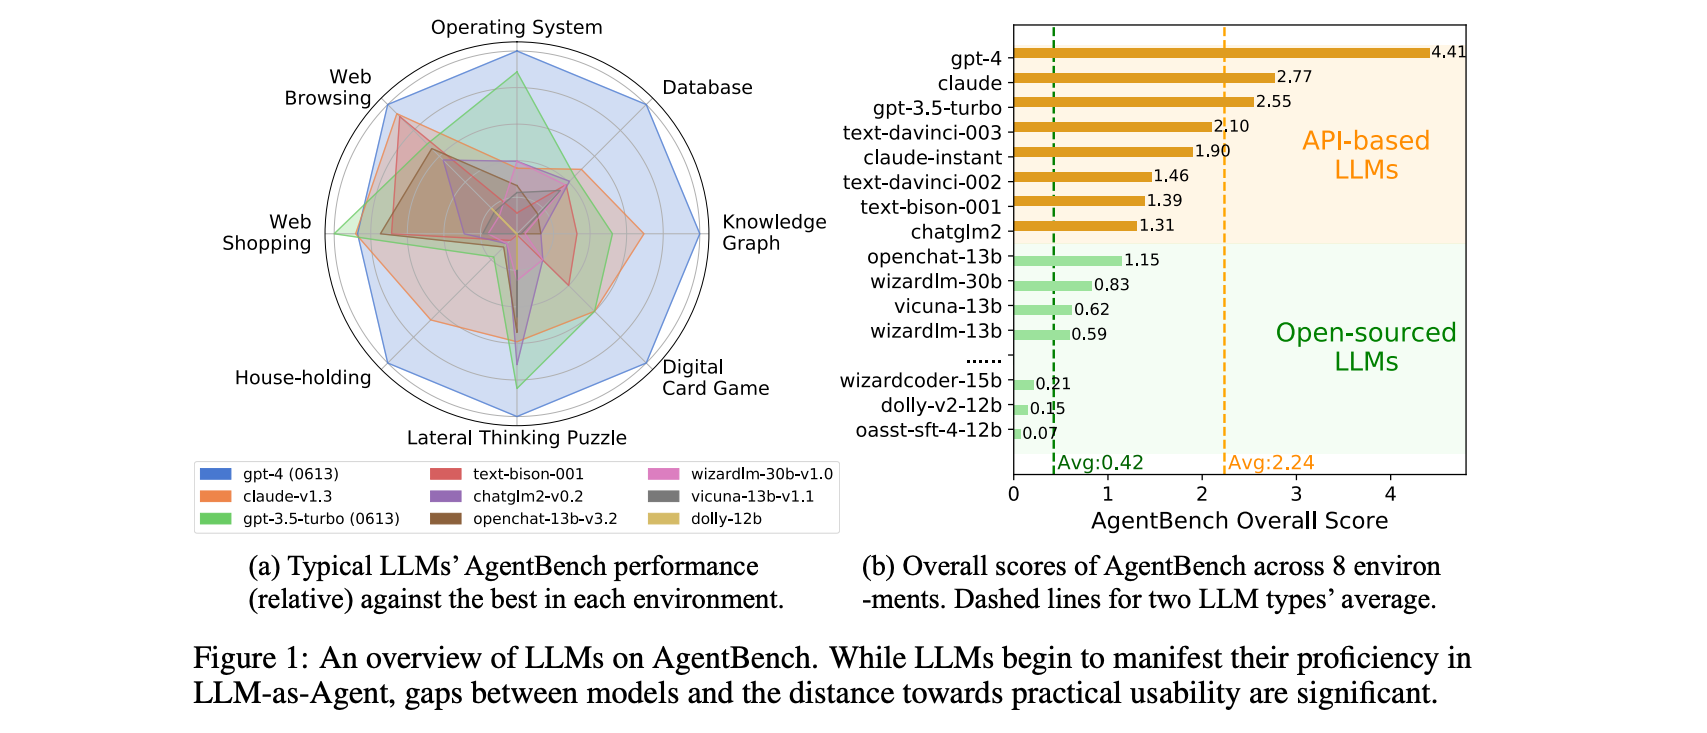 Operating System
Web
Browsing
Database
Web
Shopping
Knowledge
Graph
House-holding
Digital
Card Game
Lateral Thinking Puzzle
gpt-4 (0613)
claude-v1.3
gpt-3.5-turbo (0613)
text-bison-001
chatglm2-v0.2
openchat-13b-v3.2
wizardlm-30b-v1.0
vicuna-13b-v1.1
dolly-12b
(a) Typical LLMs' AgentBench performance
(relative) against the best in each environment.
gpt-4 4.41
claude 2.77
gpt-3.5-turbo 2.55
text-davinci-003 2.10
claude-instant 1.90
text-davinci-002 1.46
text-bison-001 1.39
chatglm2 1.31
API-based
LLMs
openchat-13b 1.15
wizardlm-30b 0.83
vicuna-13b 0.62
wizardlm-13b 0.59
......
wizardcoder-15b 0.21
dolly-v2-12b 0.15
oasst-sft-4-12b 0.07
Open-sourced
LLMs
Avg:0.42 Avg:2.24
0 1 2 3 4
AgentBench Overall Score
(b) Overall scores of AgentBench across 8 environ
-ments. Dashed lines for two LLM types' average.
Figure 1: An overview of LLMs on AgentBench. While LLMs begin to manifest their proficiency in
LLM-as-Agent, gaps between models and the distance towards practical usability are significant.